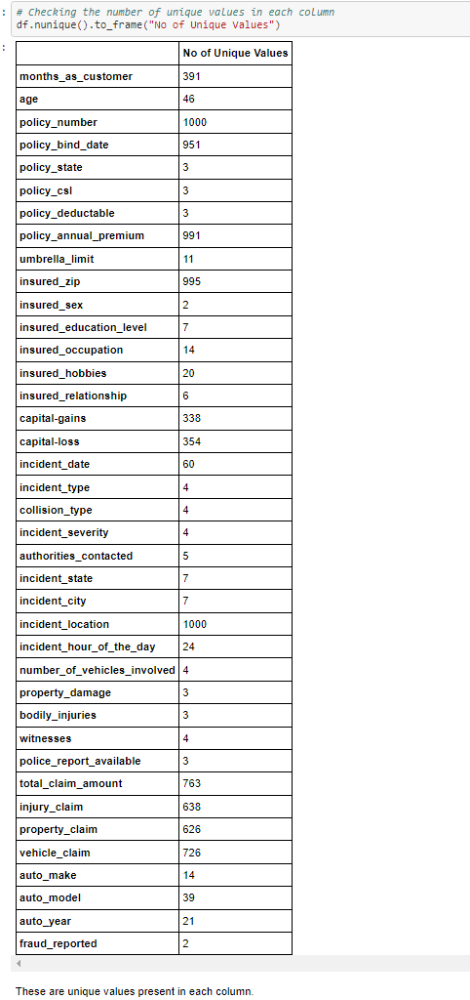 : # Checking the number of unique values in each column
df.nunique().to_frame("No of Unique Values")
:
No of Unique Values
months_as_customer 391
age 46
policy_number 1000
policy_bind_date 951
policy_state 3
policy_csl 3
policy_deductable 3
policy_annual_premium 991
umbrella_limit 11
insured_zip 995
insured_sex 2
insured_education_level 7
insured_occupation 14
insured_hobbies 20
insured_relationship 6
capital-gains 338
capital-loss 354
incident_date 60
incident_type 4
collision_type 4
incident_severity 4
authorities_contacted 5
incident_state 7
incident_city 7
incident_location 1000
incident_hour_of_the_day 24
number_of_vehicles_involved 4
property_damage 3
bodily_injuries 3
witnesses 4
police_report_available 3
total_claim_amount 763
injury_claim 638
property_claim 626
vehicle_claim 726
auto_make 14
auto_model 39
auto_year 21
fraud_reported 2
These are unique values present in each column.